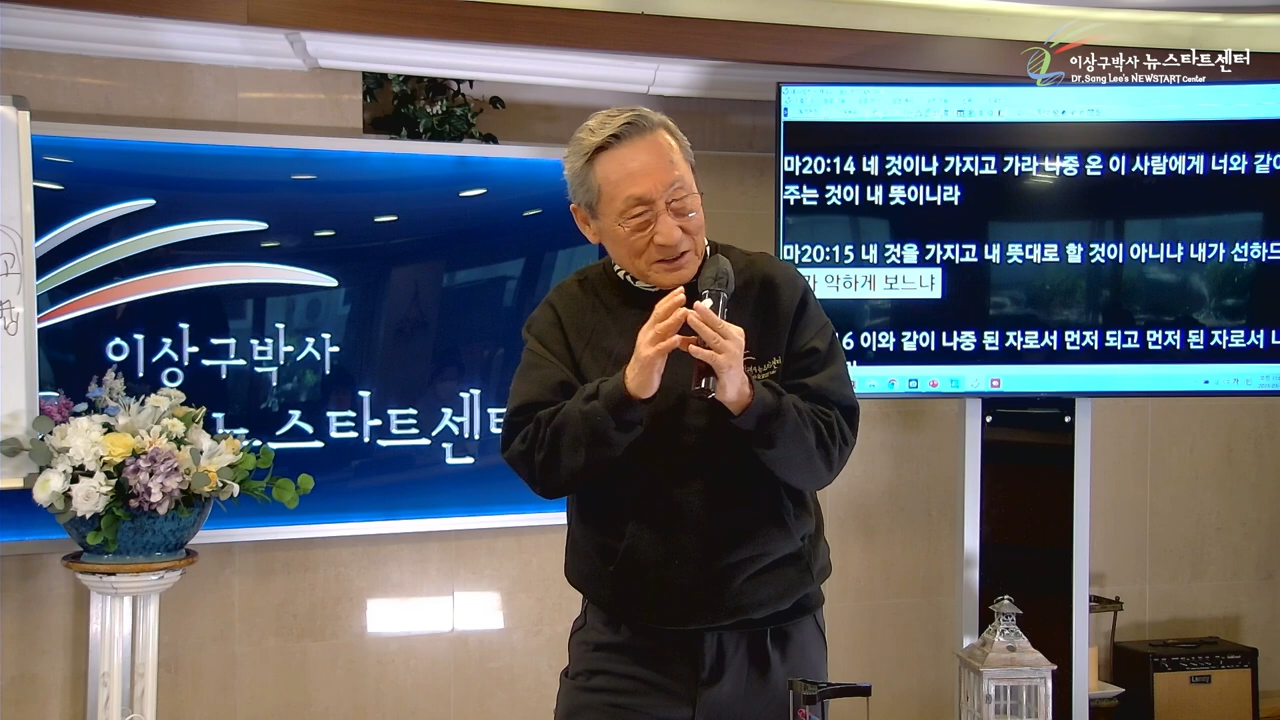 이상구박사 뉴스타트센터
Dr. Sang Lee's NEWSTART Center
마20:14 네 것이나 가지고 가라 나중 온 이 사람에게 너와 같이
주는 것이 내 뜻이니라
마20:15 내 것을 가지고 내 뜻대로 할 것이 아니냐 내가 선하므
악하게 보느냐
6 이와 같이 나중 된 자로서 먼저 되고 먼저 된 자로서 나
이상구박사
뉴스타트센터
Laney